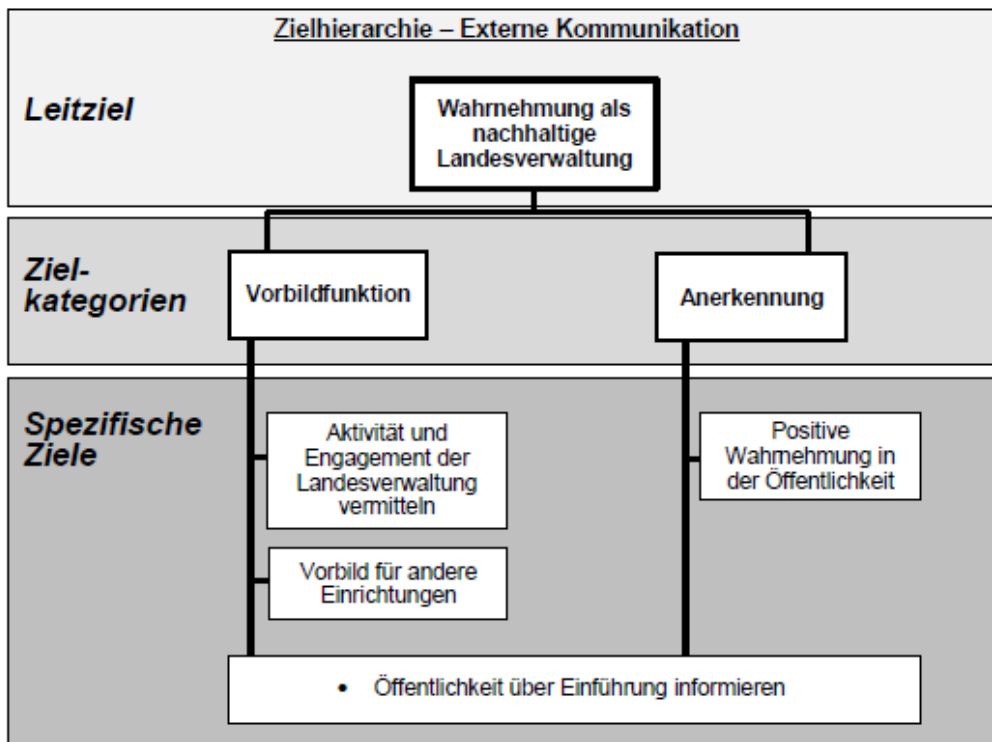 Zielhierarchie – Externe Kommunikation
Leitziel
Wahrnehmung als
nachhaltige
Landesverwaltung
Ziel-
kategorien
Vorbildfunktion
Anerkennung
Spezifische
Ziele
Aktivität und
Engagement der
Landesverwaltung
vermitteln
Positive
Wahrnehmung in
der Öffentlichkeit
Vorbild für andere
Einrichtungen
• Öffentlichkeit über Einführung informieren